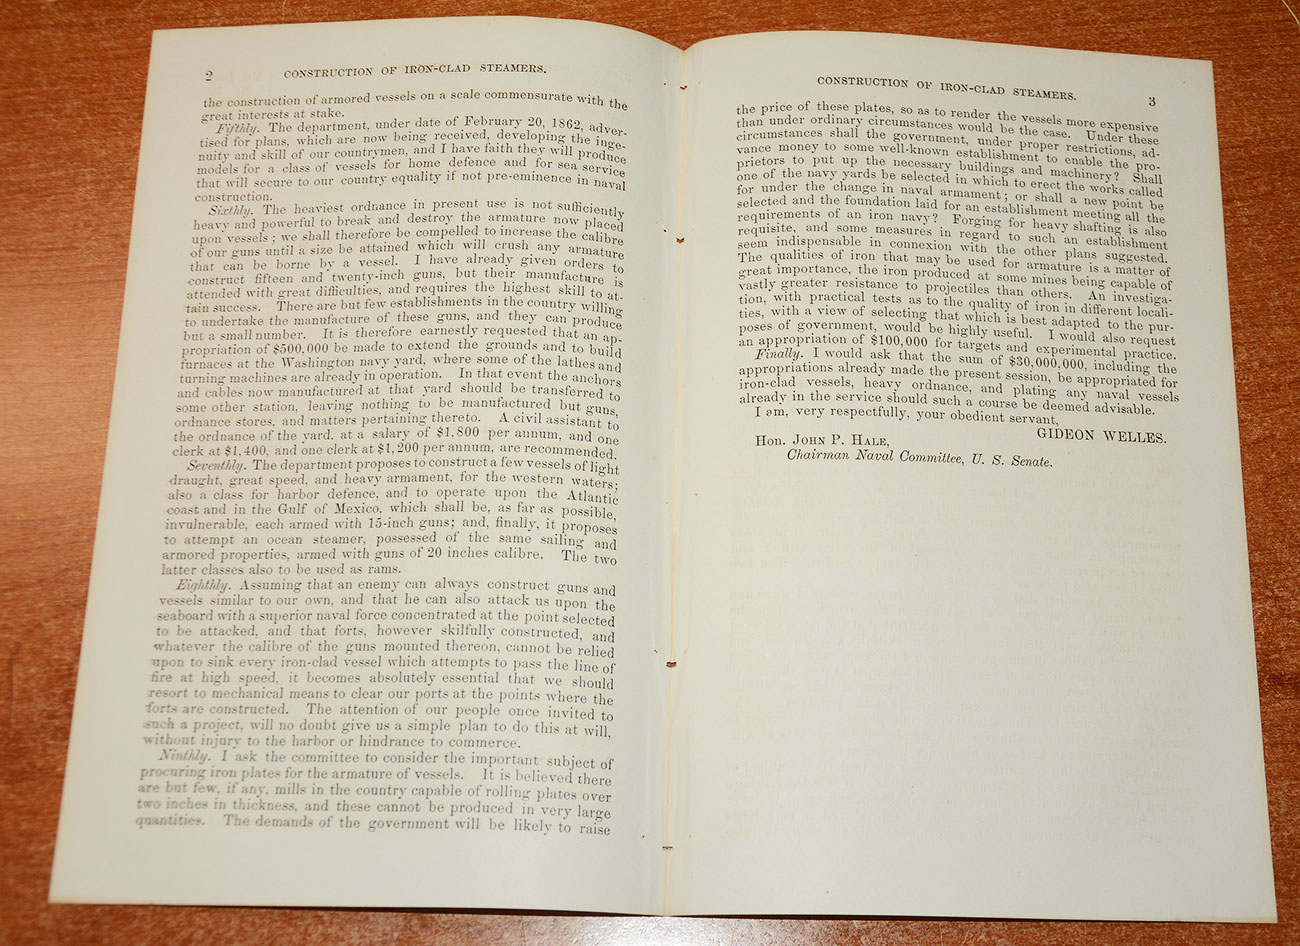 2 CONSTRUCTION OF IRON-CLAD STEAMERS.
the construction of armored vessels on a scale commensurate with the
great interests at stake.
Fifthly. The department, under date of February 20, 1862, adver-
tised for plans, which are now being received, developing the inge-
nuity and skill of our countrymen, and I have faith they will produce
models for a class of vessels for home defence and for sea service
that will secure to our country equality if not pre-eminence in naval
construction.
Sixthly. The heaviest ordnance in present use is not sufficiently
heavy and powerful to break and destroy the armature now placed
upon vessels; we shall therefore be compelled to increase the calibre
of our guns until a size be attained which will crush any armature
that can be borne by a vessel. I have already given orders to
construct fifteen and twenty-inch guns, but their manufacture is
attended with great difficulties, and requires the highest skill to at-
tain success. There are but few establishments in the country willing
to undertake the manufacture of these guns, and they can produce
but a small number. It is therefore earnestly requested that an ap-
propriation of $500,000 be made to extend the grounds and to build
furnaces at the Washington navy yard, where some of the lathes and
turning machines are already in operation. In that event the anchors
and cables now manufactured at that yard should be transferred to
some other station, leaving nothing to be manufactured but guns,
ordnance stores, and matters pertaining thereto. A civil assistant to
the ordnance of the yard, at a salary of $1,800 per annum, and one
clerk at $1,400, and one clerk at $1,200 per annum, are recommended.
Seventhly. The department proposes to construct a few vessels of light
draught, great speed, and heavy armament, for the western waters;
also a class for harbor defence, and to operate upon the Atlantic
coast and in the Gulf of Mexico, which shall be, as far as possible,
invulnerable, each armed with 15-inch guns; and, finally, it proposes
to attempt an ocean steamer, possessed of the same sailing and
armored properties, armed with guns of 20 inches calibre. The two
latter classes also to be used as rams.
Eighthly. Assuming that an enemy can always construct guns and
vessels similar to our own, and that he can also attack us upon the
seaboard with a superior naval force concentrated at the point selected
to be attacked, and that forts, however skilfully constructed, and
whatever the calibre of the guns mounted thereon, cannot be relied
upon to sink every iron-clad vessel which attempts to pass the line of
fire at high speed, it becomes absolutely essential that we should
resort to mechanical means to clear our ports at the points where the
forts are constructed. The attention of our people once invited to
such a project, will no doubt give us a simple plan to do this at will,
without injury to the harbor or hindrance to commerce.
Ninthly. I ask the committee to consider the important subject of
procuring iron plates for the armature of vessels. It is believed there
are but few, if any, mills in the country capable of rolling plates over
two inches in thickness, and these cannot be produced in very large
quantities. The demands of the government will be likely to raise
CONSTRUCTION OF IRON-CLAD STEAMERS. 3
the price of these plates, so as to render the vessels more expensive
than under ordinary circumstances would be the case. Under these
circumstances shall the government, under proper restrictions, ad-
vance money to some well-known establishment to enable the pro-
prietors to put up the necessary buildings and machinery? Shall
one of the navy yards be selected in which to erect the works called
for under the change in naval armament; or shall a new point be
selected and the foundation laid for an establishment meeting all the
requirements of an iron navy? Forging for heavy shafting is also
requisite, and some measures in regard to such an establishment
seem indispensable in connexion with the other plans suggested.
The qualities of iron that may be used for armature is a matter of
great importance, the iron produced at some mines being capable of
vastly greater resistance to projectiles than others. An investiga-
tion, with practical tests as to the quality of iron in different locali-
ties, with a view of selecting that which is best adapted to the pur-
poses of government, would be highly useful. I would also request
an appropriation of $100,000 for targets and experimental practice.
Finally. I would ask that the sum of $30,000,000, including the
appropriations already made the present session, be appropriated for
iron-clad vessels, heavy ordnance, and plating any naval vessels
already in the service should such a course be deemed advisable.
I am, very respectfully, your obedient servant,
GIDEON WELLES.
Hon. JOHN P. HALE,
Chairman Naval Committee, U. S. Senate.